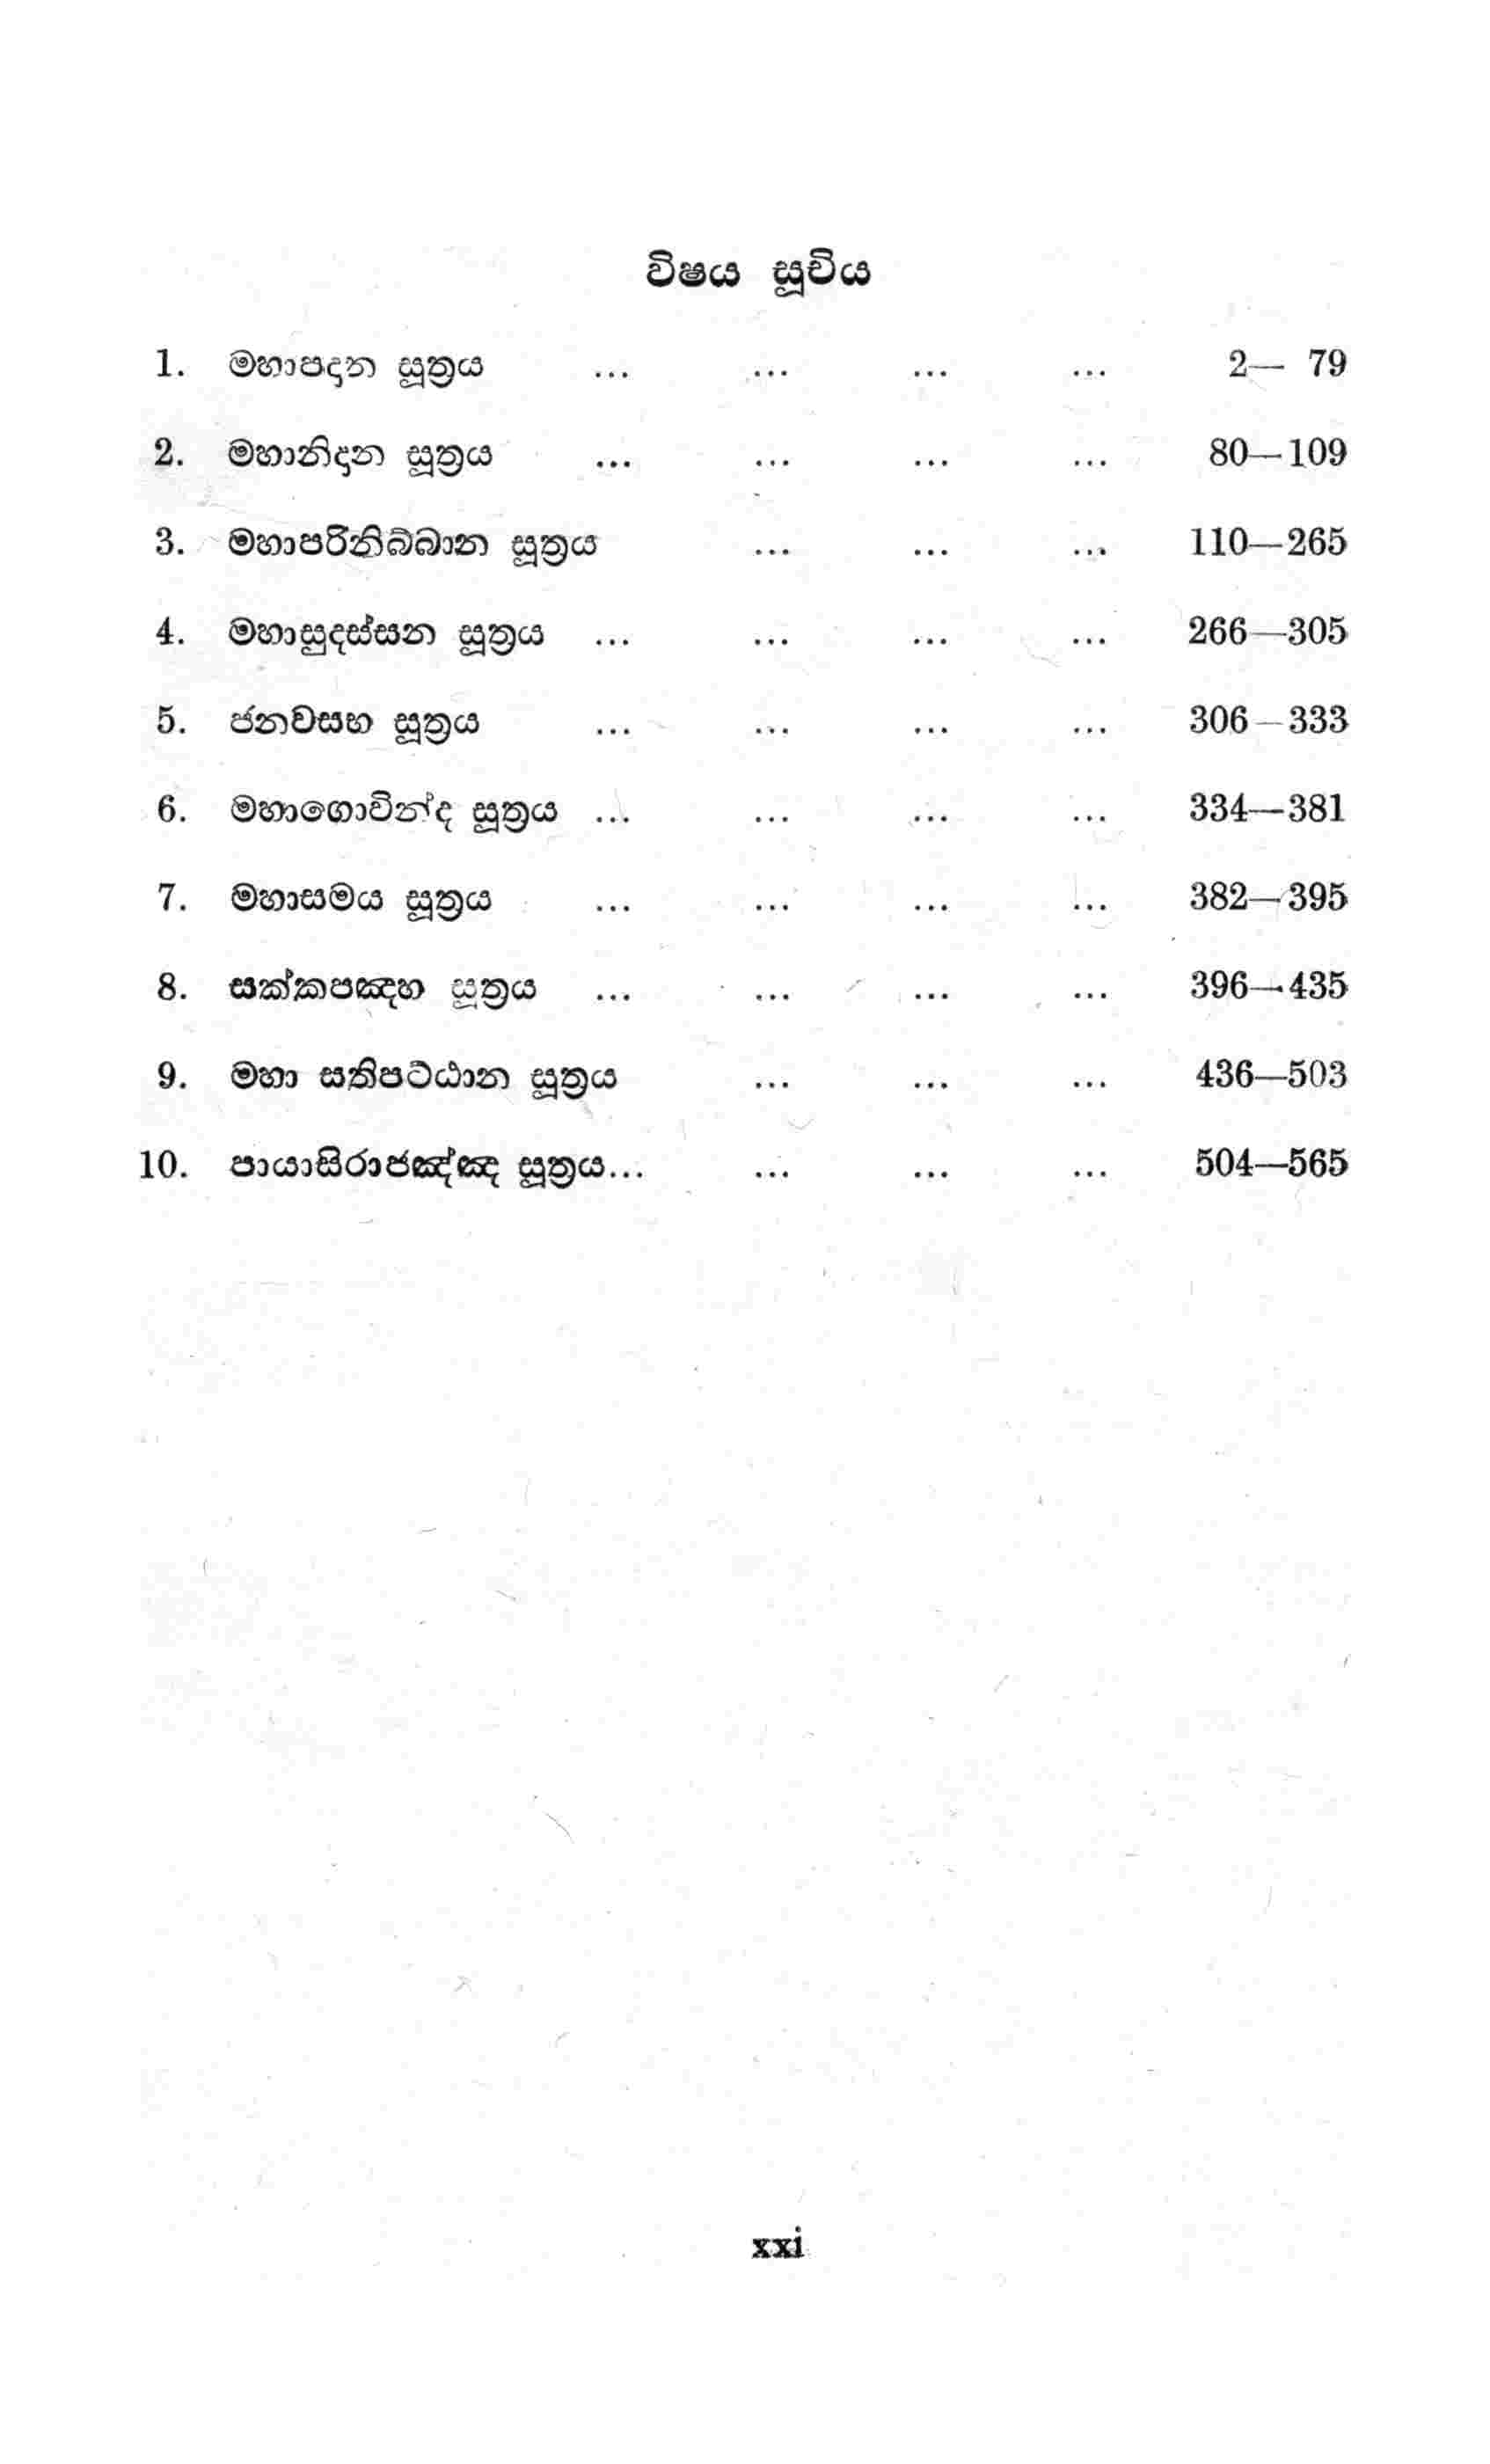 විෂය සූචිය
1. මහාපදාන සූත්‍රය ... ... ... ... 2— 79
2. මහානිදාන සූත්‍රය ... ... ... ... 80—109
3. මහාපරිනිබ්බාන සූත්‍රය ... ... ... 110—265
4. මහාසුදස්සන සූත්‍රය ... ... ... ... 266—305
5. ජනවසභ සූත්‍රය ... ... ... ... 306—333
6. මහාගොවින්ද සූත්‍රය ... ... ... ... 334—381
7. මහාසමය සූත්‍රය ... ... ... ... 382—395
8. සක්කපඤ්හ සූත්‍රය ... ... ... ... 396—435
9. මහා සතිපට්ඨාන සූත්‍රය ... ... ... 436—503
10. පායාසිරාජඤ්ඤ සූත්‍රය... ... ... ... 504—565
xxi